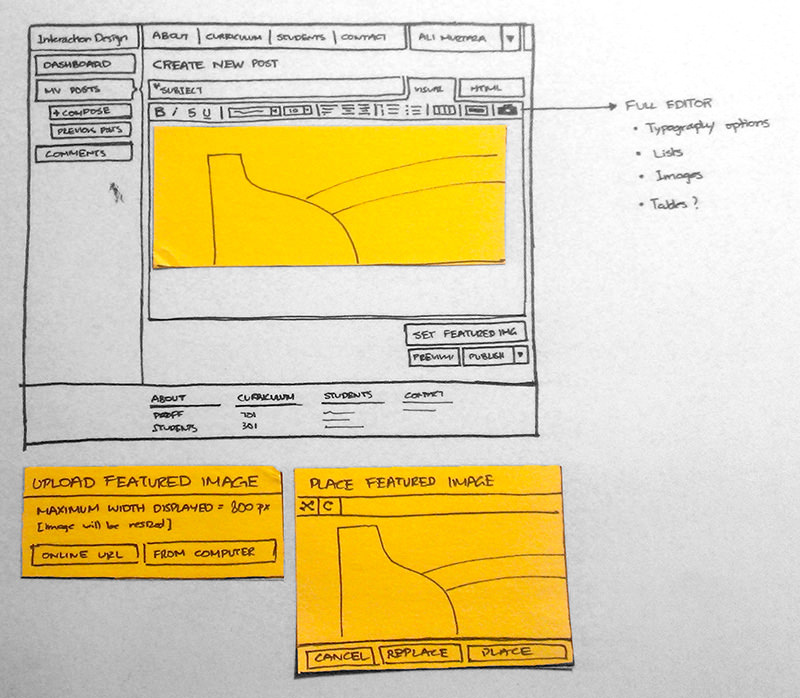 Interaction Design
ABOUT
CURRICULUM
STUDENTS
CONTACT
ALI MURTAZA
DASHBOARD
MY POSTS
+ COMPOSE
PREVIOUS POSTS
COMMENTS
CREATE NEW POST
*SUBJECT
VISUAL
HTML
B i S U
10
FULL EDITOR
• Typography options
• Lists
• Images
• Tables?
SET FEATURED IMG
PREVIEW
PUBLISH
ABOUT
PROFF
STUDENTS
CURRICULUM
701
301
STUDENTS
CONTACT
UPLOAD FEATURED IMAGE
MAXIMUM WIDTH DISPLAYED = 800 px
[image will be resized]
ONLINE URL
FROM COMPUTER
PLACE FEATURED IMAGE
CANCEL
REPLACE
PLACE